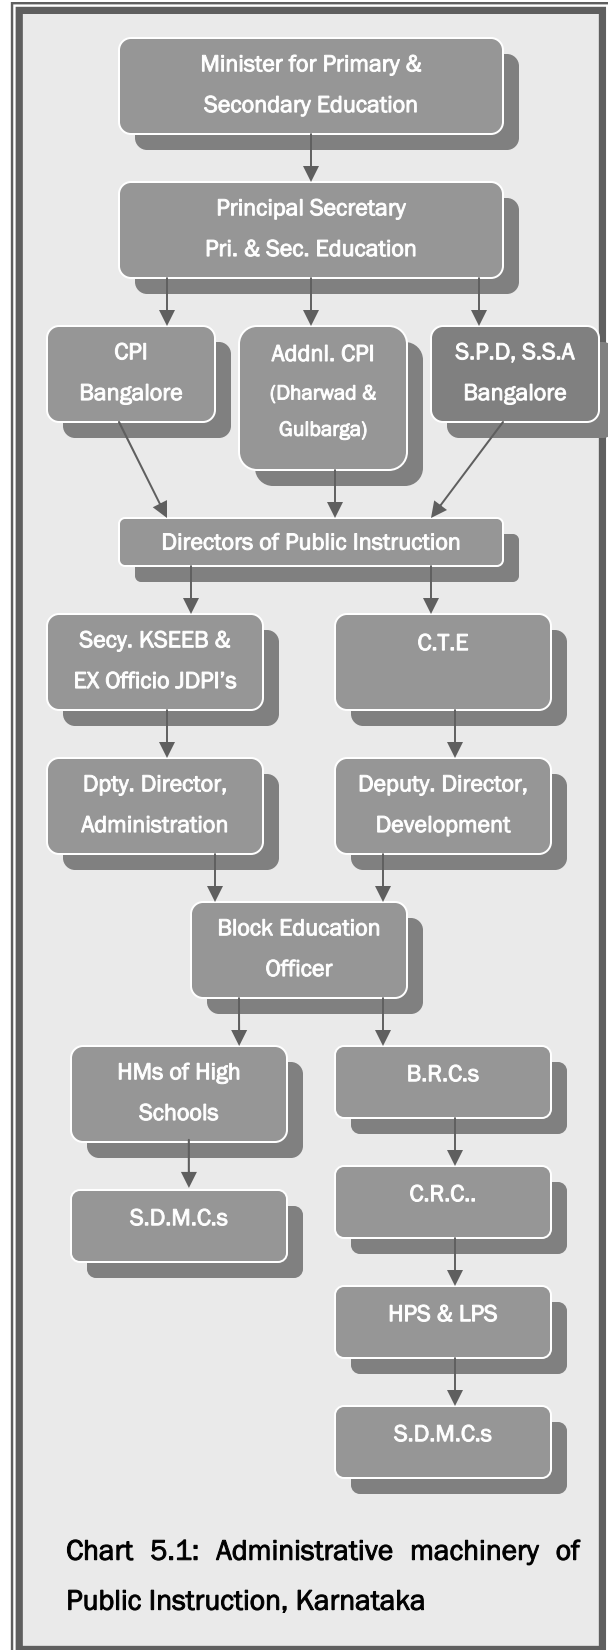 Minister for Primary &
Secondary Education
Principal Secretary
Pri. & Sec. Education
CPI
Bangalore
Addnl. CPI
(Dharwad &
Gulbarga)
S.P.D, S.S.A
Bangalore
Directors of Public Instruction
Secy. KSEEB &
EX Officio JDPI's
C.T.E
Dpty. Director,
Administration
Deputy. Director,
Development
Block Education
Officer
HMs of High
Schools
B.R.C.s
S.D.M.C.s
C.R.C..
HPS & LPS
S.D.M.C.s
Chart 5.1: Administrative machinery of
Public Instruction, Karnataka